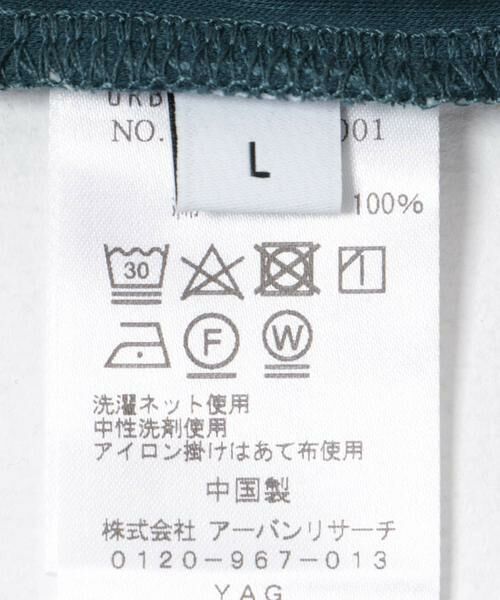 URB
NO.
001
L
綿
100%
30
F
W
洗濯ネット使用
中性洗剤使用
アイロン掛けはあて布使用
中国製
株式会社 アーバンリサーチ
0120-967-013
YAG